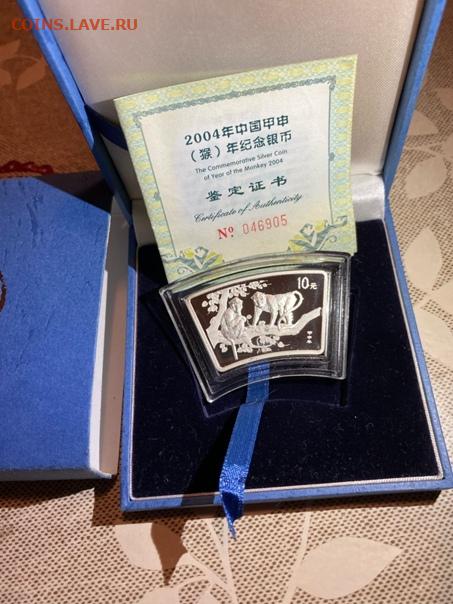 COINS.LAVE.RU
2004年中国甲申
（猴）年纪念银币
The Commemorative Silver Coin
of Year of the Monkey 2004
鉴定证书
Certificate of Authenticity
No. 046905
10元